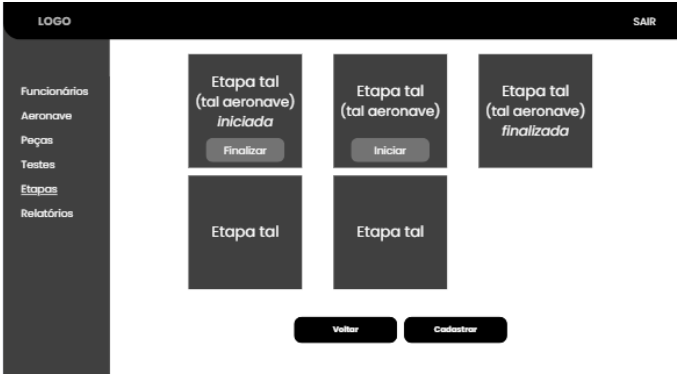 LOGO
SAIR
Funcionários
Aeronave
Peças
Testes
Etapas
Relatórios
Etapa tal
(tal aeronave)
iniciada
Finalizar
Etapa tal
(tal aeronave)
Iniciar
Etapa tal
(tal aeronave)
finalizada
Etapa tal
Etapa tal
Voltar
Cadastrar